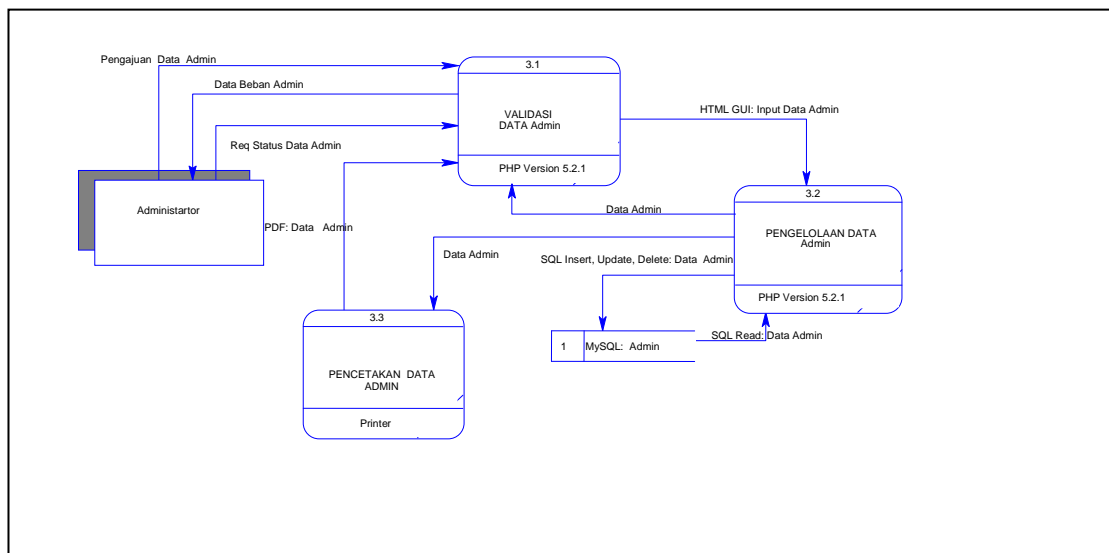 Pengajuan Data Admin
3.1
Data Beban Admin
VALIDASI
DATA Admin
HTML GUI: Input Data Admin
Req Status Data Admin
PHP Version 5.2.1
3.2
Administartor
Data Admin
PDF: Data Admin
PENGELOLAAN DATA
Admin
Data Admin
SQL Insert, Update, Delete: Data Admin
PHP Version 5.2.1
3.3
SQL Read: Data Admin
1
MySQL: Admin
PENCETAKAN DATA
ADMIN
Printer